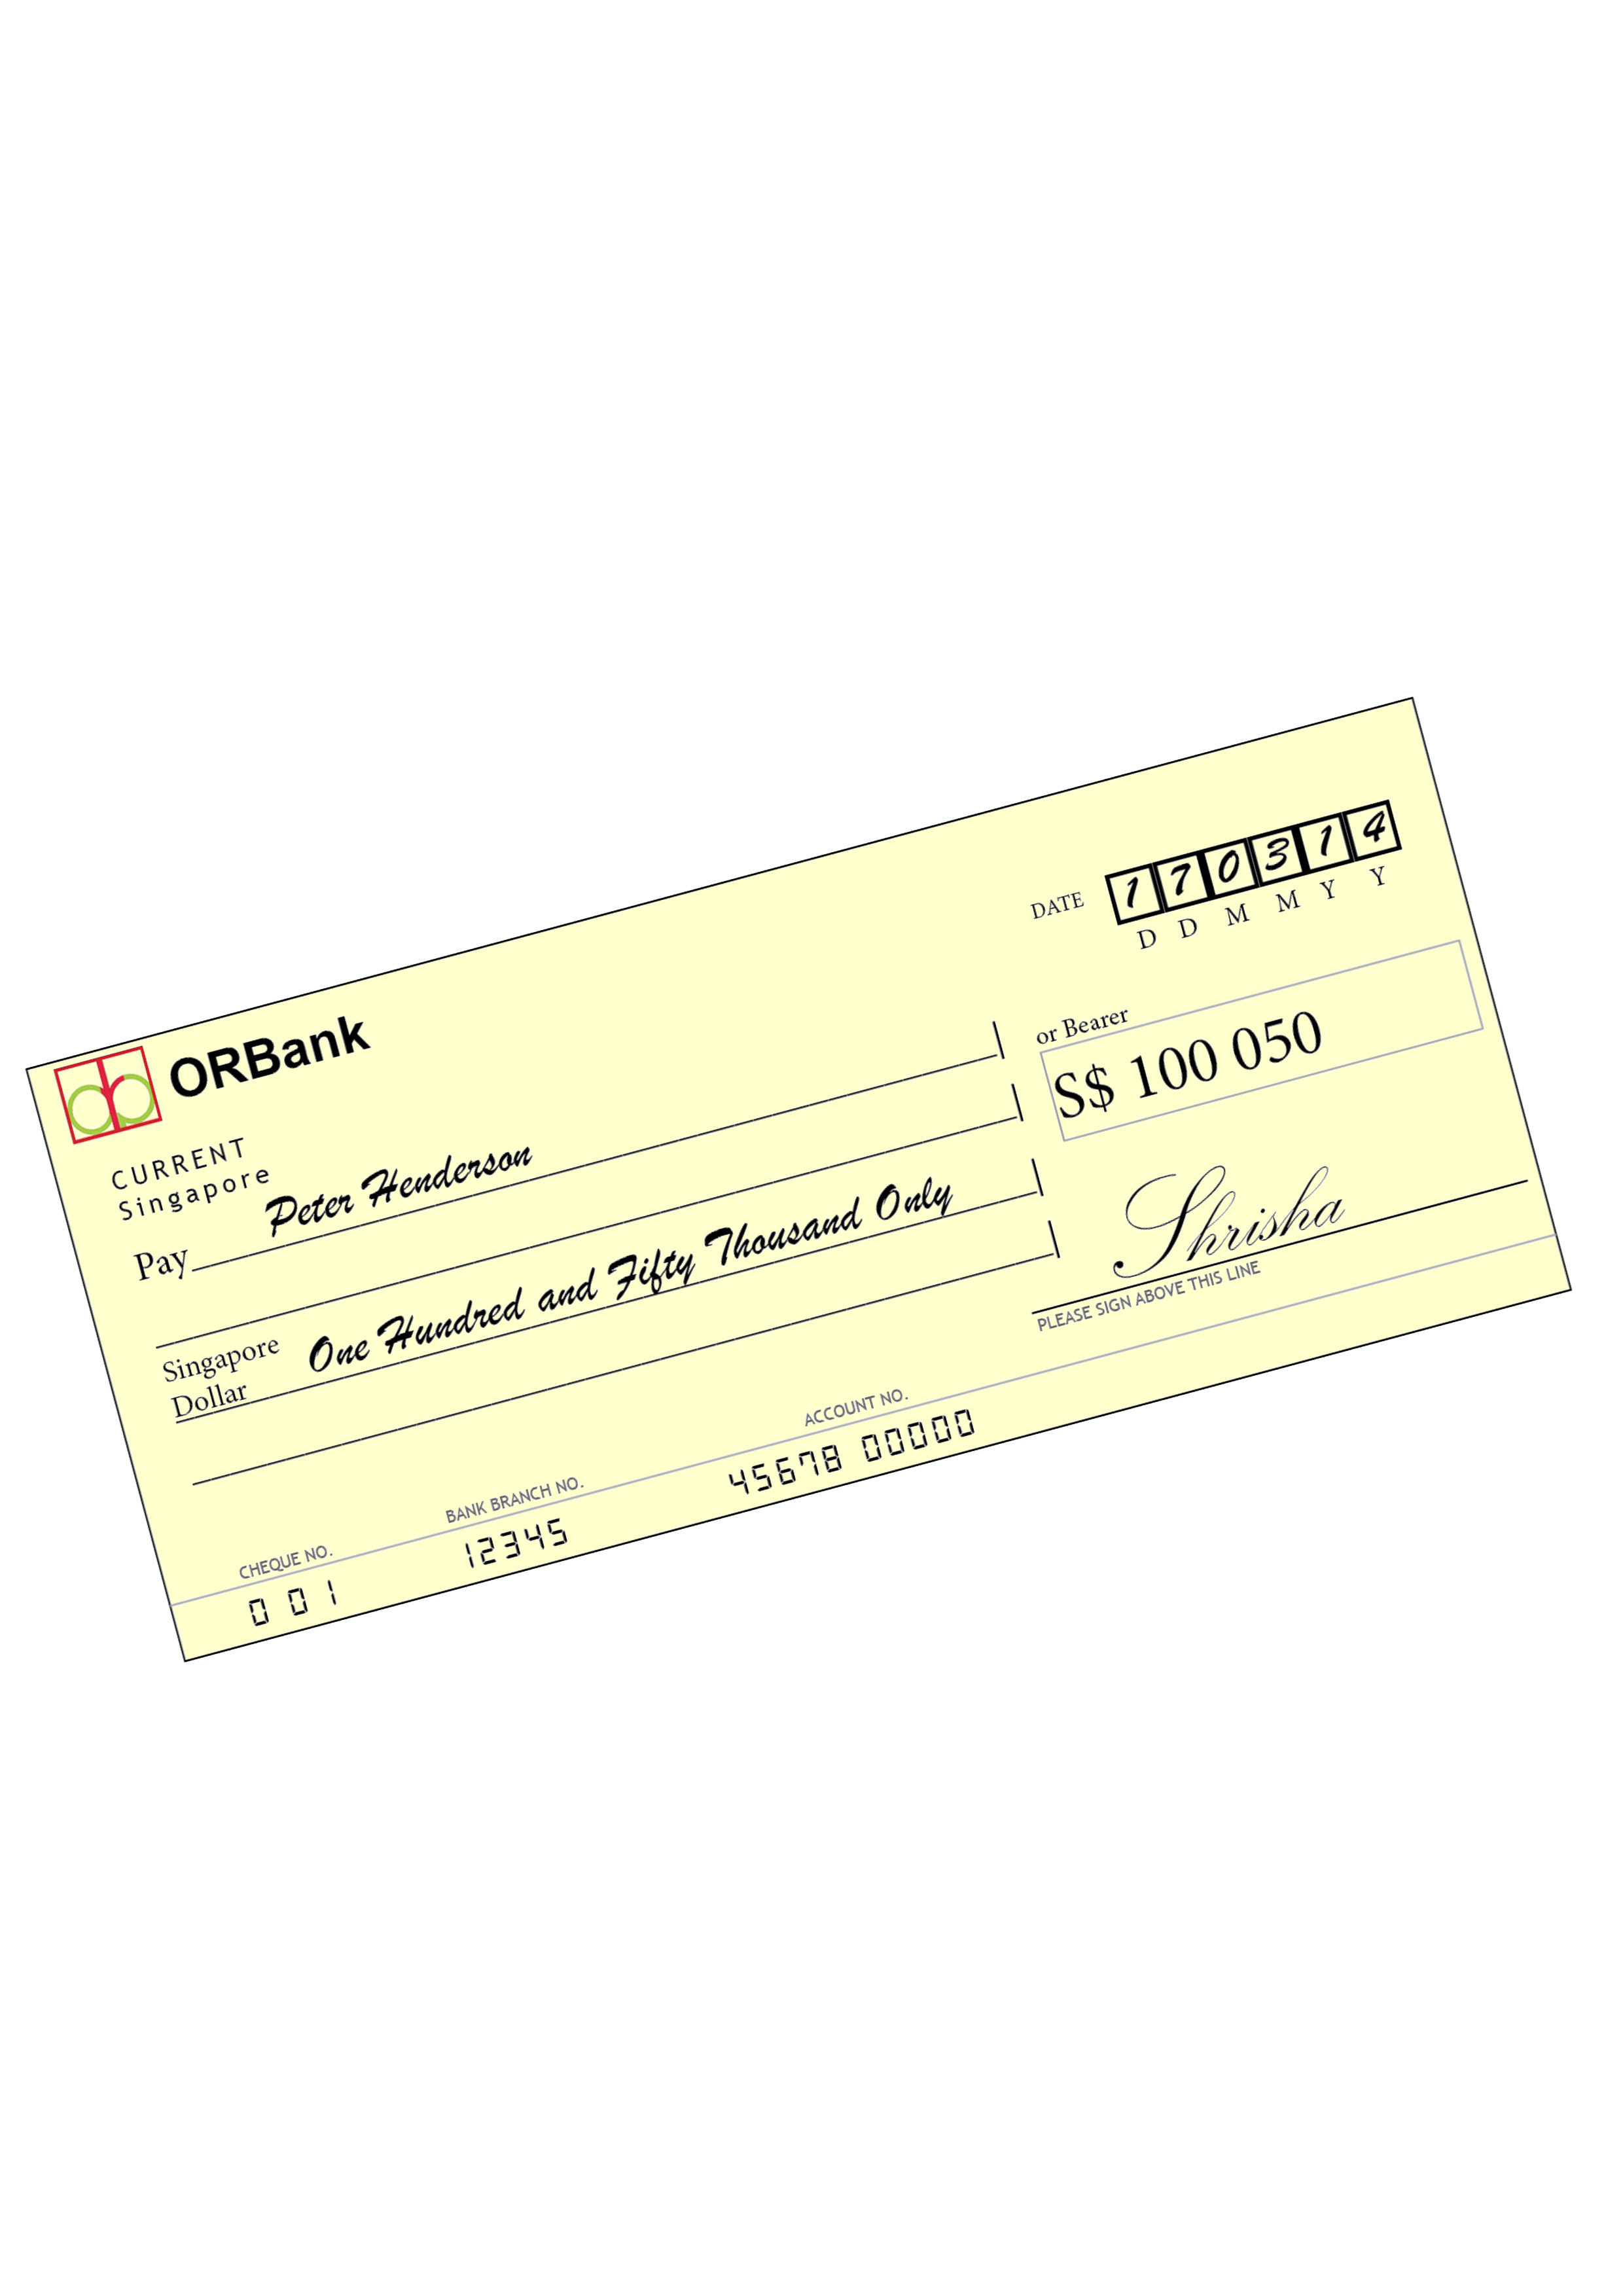 DATE 1 7 0 3 1 4
D D M M Y Y
ORBank
CURRENT
Singapore
Pay Peter Henderson
or Bearer
S$ 100 050
Singapore
Dollar
One Hundred and Fifty Thousand Only
Shrisha
PLEASE SIGN ABOVE THIS LINE
CHEQUE NO. BANK BRANCH NO. ACCOUNT NO.
0 0 1 12345 45678 00000